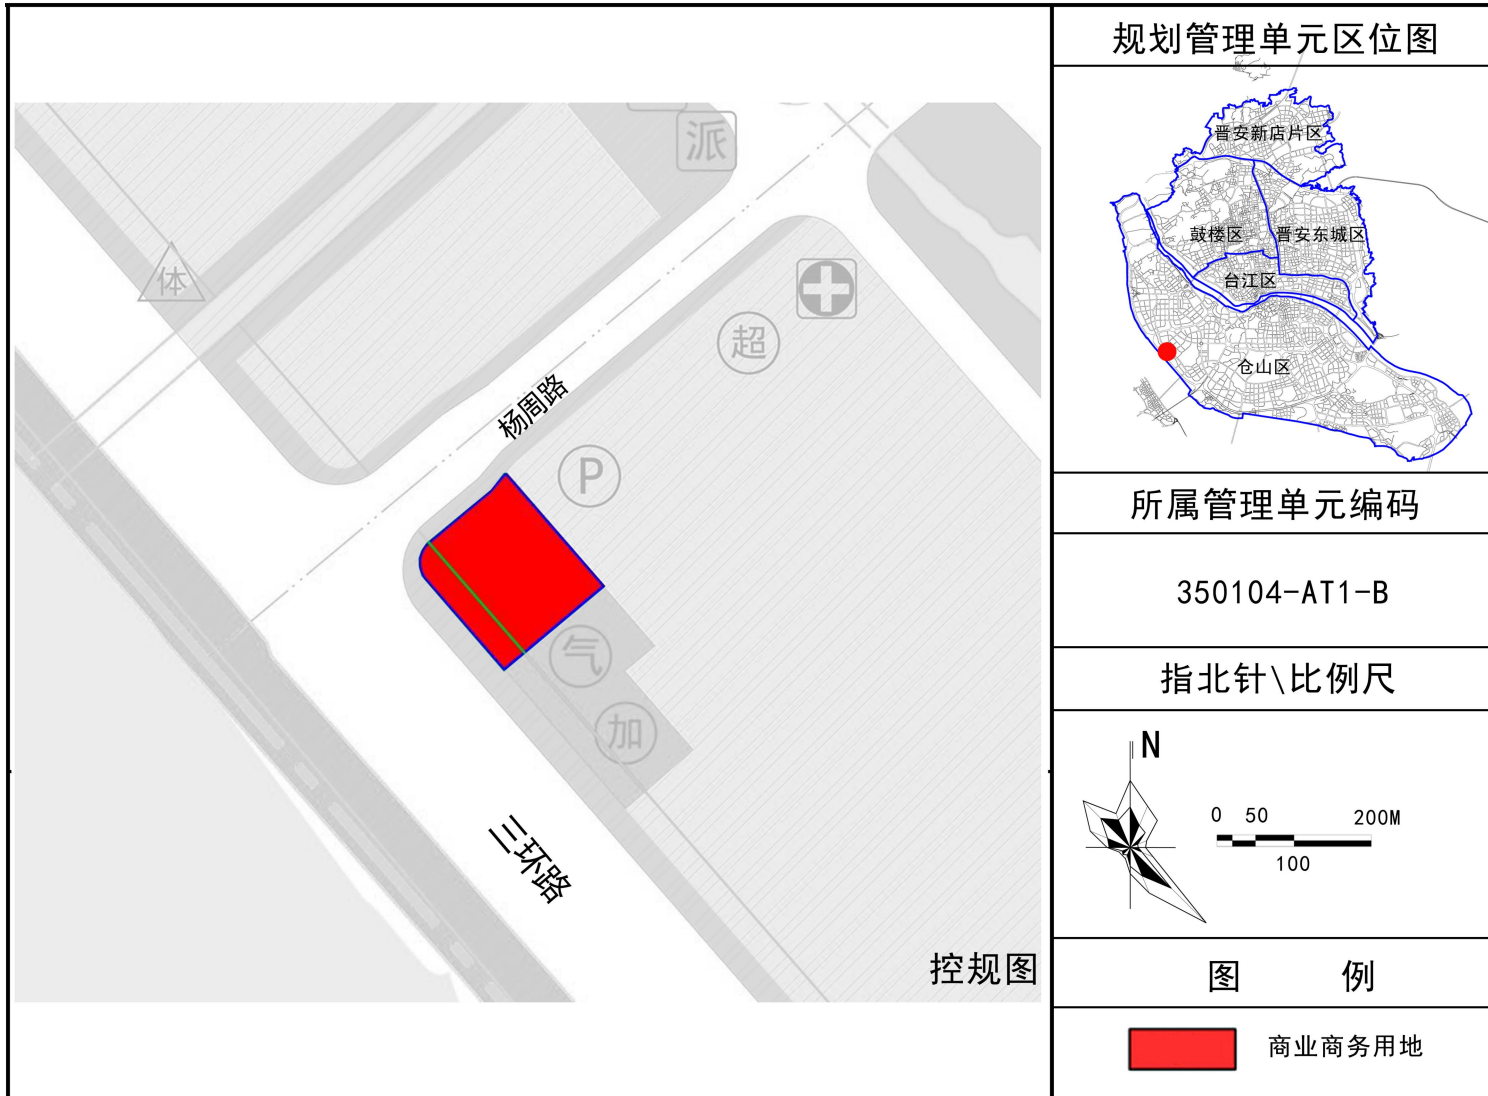 派
体
超
杨周路
P
气
加
三环路
控规图
规划管理单元区位图
晋安新店片区
鼓楼区
晋安东城区
台江区
仓山区
所属管理单元编码
350104-AT1-B
指北针\比例尺
N
0 50 200M
100
图 例
商业商务用地